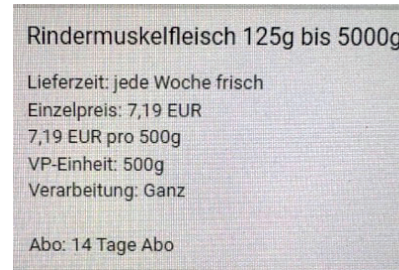 Rindermuskelfleisch 125g bis 5000g
Lieferzeit: jede Woche frisch
Einzelpreis: 7,19 EUR
7,19 EUR pro 500g
VP-Einheit: 500g
Verarbeitung: Ganz
Abo: 14 Tage Abo